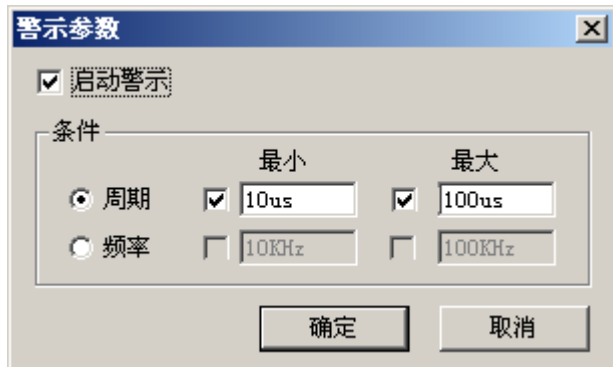 警示参数
启动警示
条件
最小 最大
周期 10us 100us
频率 10KHz 100KHz
确定 取消